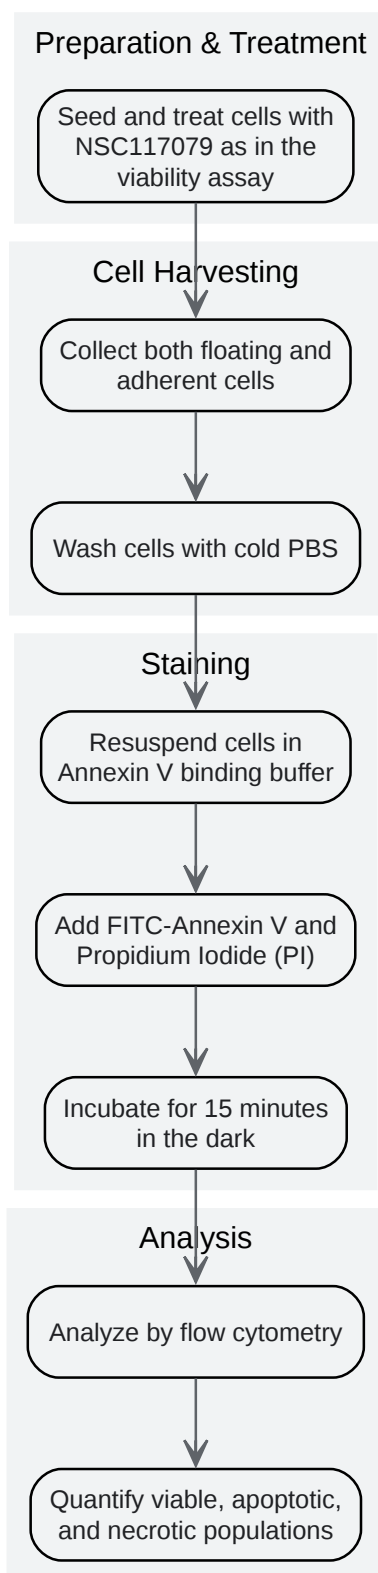 Preparation & Treatment
Seed and treat cells with
NSC117079 as in the
viability assay
Cell Harvesting
Collect both floating and
adherent cells
Wash cells with cold PBS
Staining
Resuspend cells in
Annexin V binding buffer
Add FITC-Annexin V and
Propidium Iodide (PI)
Incubate for 15 minutes
in the dark
Analysis
Analyze by flow cytometry
Quantify viable, apoptotic,
and necrotic populations